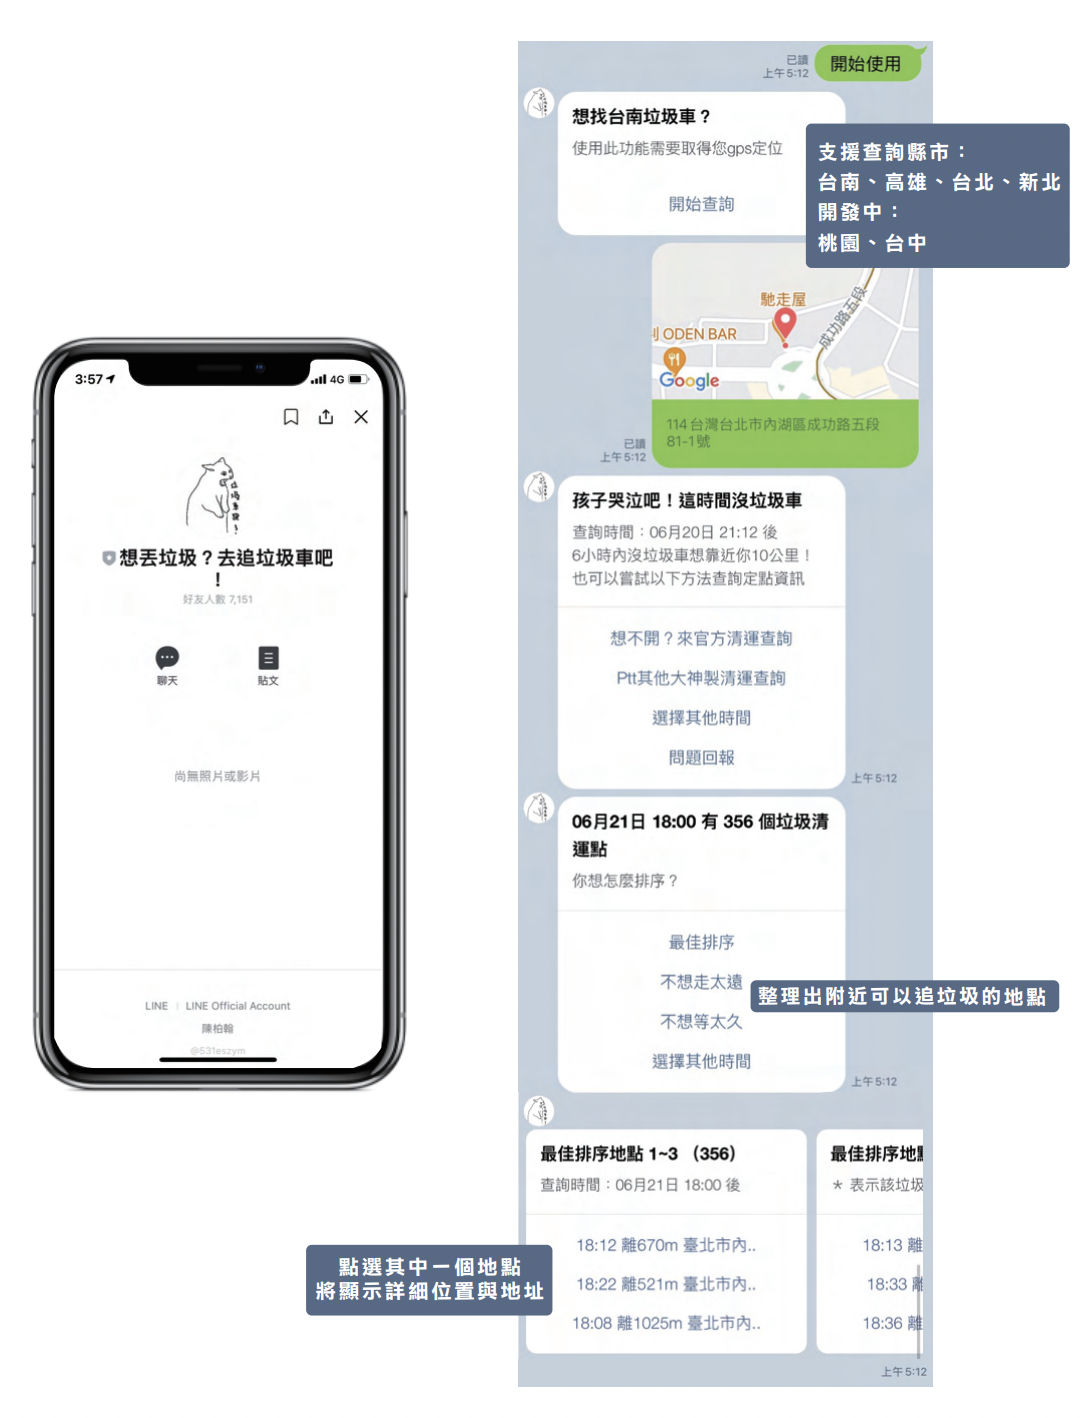 3:57
4G
垃圾車發!
想丟垃圾？去追垃圾車吧
！
好友人數 7,151
聊天
貼文
尚無照片或影片
LINE | LINE Official Account
陳柏翰
@531eszym
已讀
上午 5:12
開始使用
想找台南垃圾車？
使用此功能需要取得您gps定位
開始查詢
支援查詢縣市：
台南、高雄、台北、新北
開發中：
桃園、台中
馳走屋
ODEN BAR
成功路五段
Google
114台灣台北市內湖區成功路五段
81-1號
已讀
上午 5:12
孩子哭泣吧！這時間沒垃圾車
查詢時間：06月20日 21:12 後
6小時內沒垃圾車想靠近你10公里！
也可以嘗試以下方法查詢定點資訊
想不開？來官方清運查詢
Ptt其他大神製清運查詢
選擇其他時間
問題回報
上午 5:12
06月21日 18:00 有 356 個垃圾清
運點
你想怎麼排序？
最佳排序
不想走太遠
整理出附近可以追垃圾的地點
不想等太久
選擇其他時間
上午 5:12
最佳排序地點 1~3 （356）
查詢時間：06月21日 18:00 後
18:12 離670m 臺北市內..
18:22 離521m 臺北市內..
18:08 離1025m 臺北市內..
最佳排序地點
＊ 表示該垃圾
18:13 離
18:33 離
18:36 離
點選其中一個地點
將顯示詳細位置與地址
上午 5:12